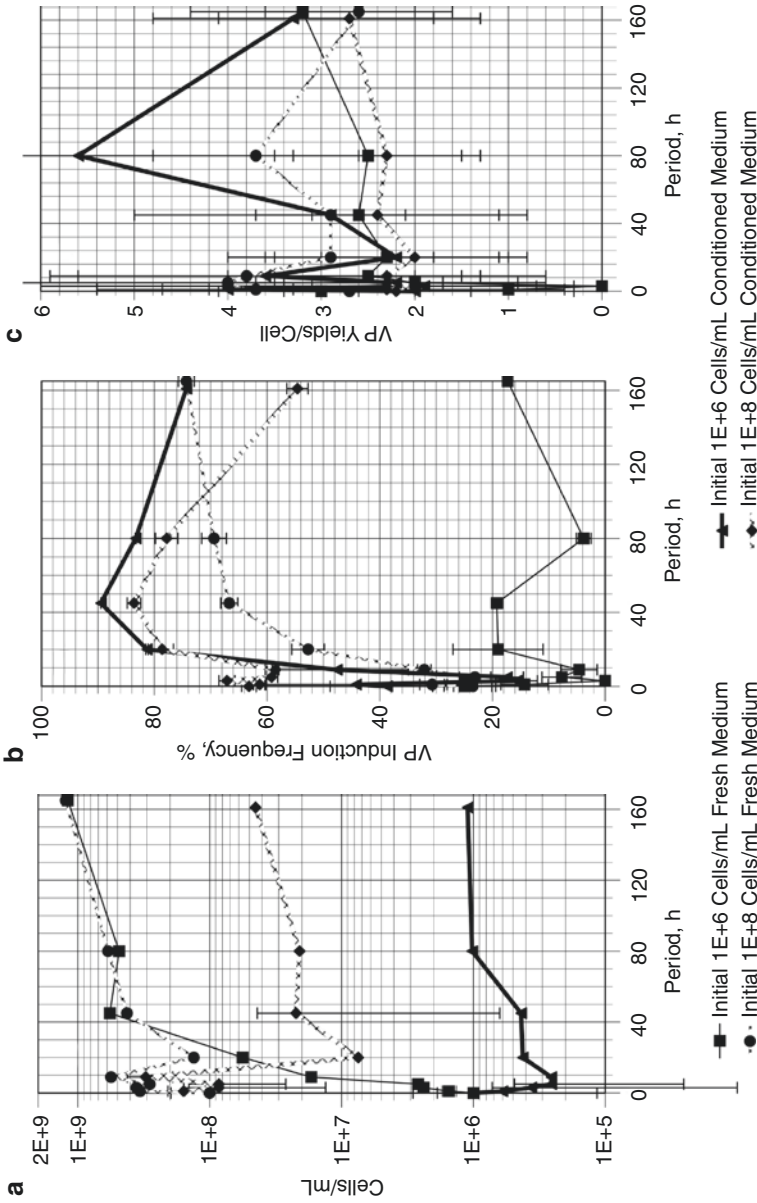 a
2E+9
1E+9
1E+8
1E+7
1E+6
1E+5
Cells/mL
0 40 80 120 160
Period, h
b
100
80
60
40
20
0
VP Induction Frequency, %
0 40 80 120 160
Period, h
c
6
5
4
3
2
1
0
VP Yields/Cell
0 40 80 120 160
Period, h
Initial 1E+6 Cells/mL Fresh Medium
Initial 1E+8 Cells/mL Fresh Medium
Initial 1E+6 Cells/mL Conditioned Medium
Initial 1E+8 Cells/mL Conditioned Medium